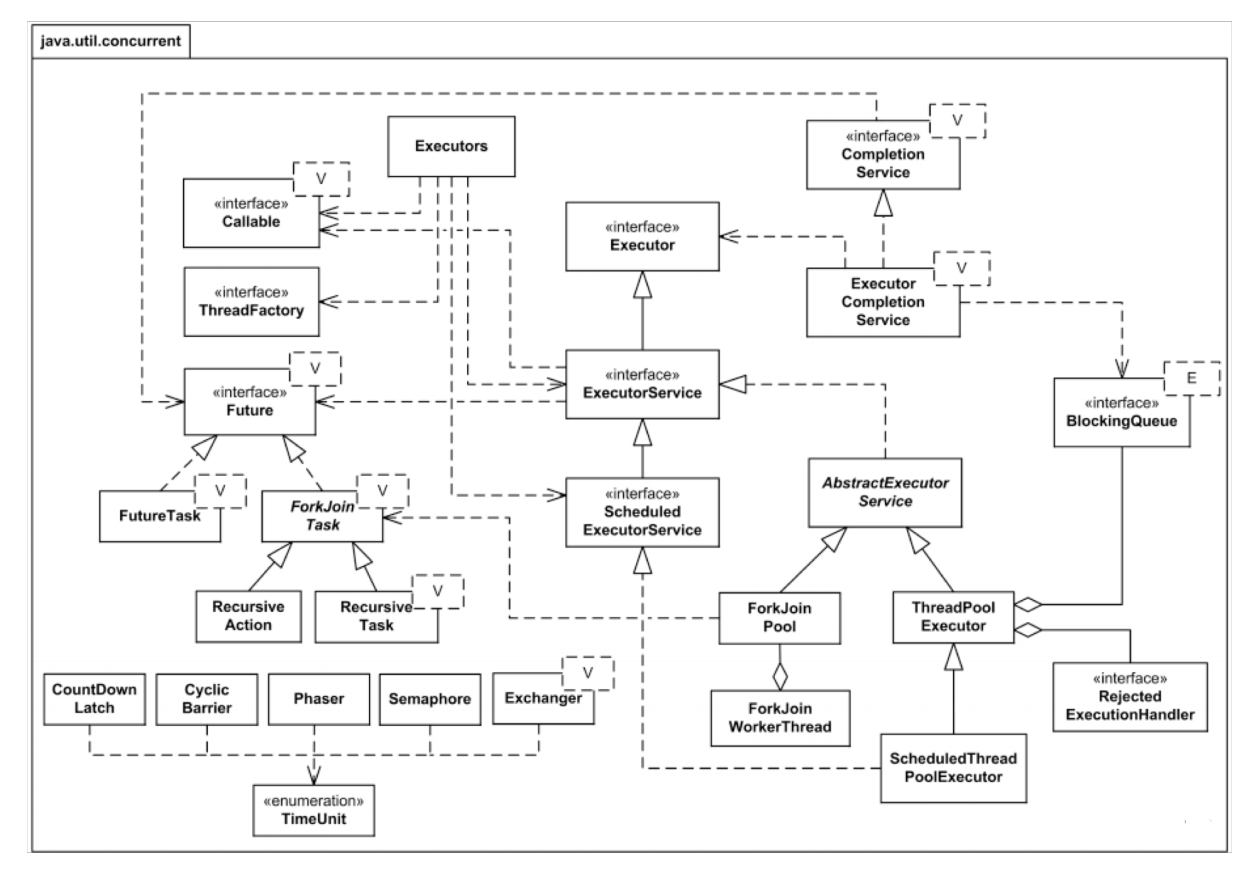 java.util.concurrent
Executors
V
«interface»
Completion
Service
V
«interface»
Callable
«interface»
Executor
V
Executor
Completion
Service
«interface»
ThreadFactory
V
«interface»
Future
«interface»
ExecutorService
E
«interface»
BlockingQueue
V
FutureTask
V
ForkJoin
Task
«interface»
Scheduled
ExecutorService
AbstractExecutor
Service
Recursive
Action
V
Recursive
Task
ForkJoin
Pool
ThreadPool
Executor
CountDown
Latch
Cyclic
Barrier
Phaser
Semaphore
V
Exchanger
ForkJoin
WorkerThread
«interface»
Rejected
ExecutionHandler
ScheduledThread
PoolExecutor
«enumeration»
TimeUnit